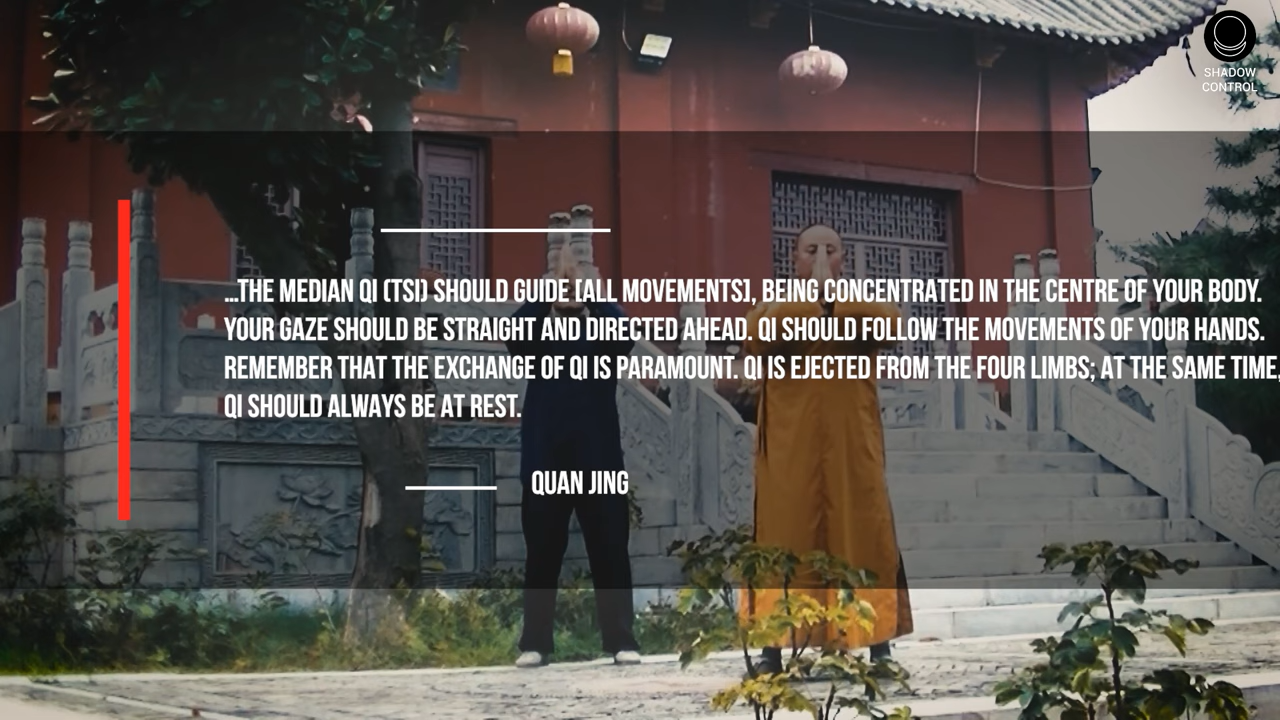 SHADOW
CONTROL
...THE MEDIAN QI (TSI) SHOULD GUIDE [ALL MOVEMENTS], BEING CONCENTRATED IN THE CENTRE OF YOUR BODY.
YOUR GAZE SHOULD BE STRAIGHT AND DIRECTED AHEAD. QI SHOULD FOLLOW THE MOVEMENTS OF YOUR HANDS.
REMEMBER THAT THE EXCHANGE OF QI IS PARAMOUNT. QI IS EJECTED FROM THE FOUR LIMBS; AT THE SAME TIME,
QI SHOULD ALWAYS BE AT REST.
QUAN JING